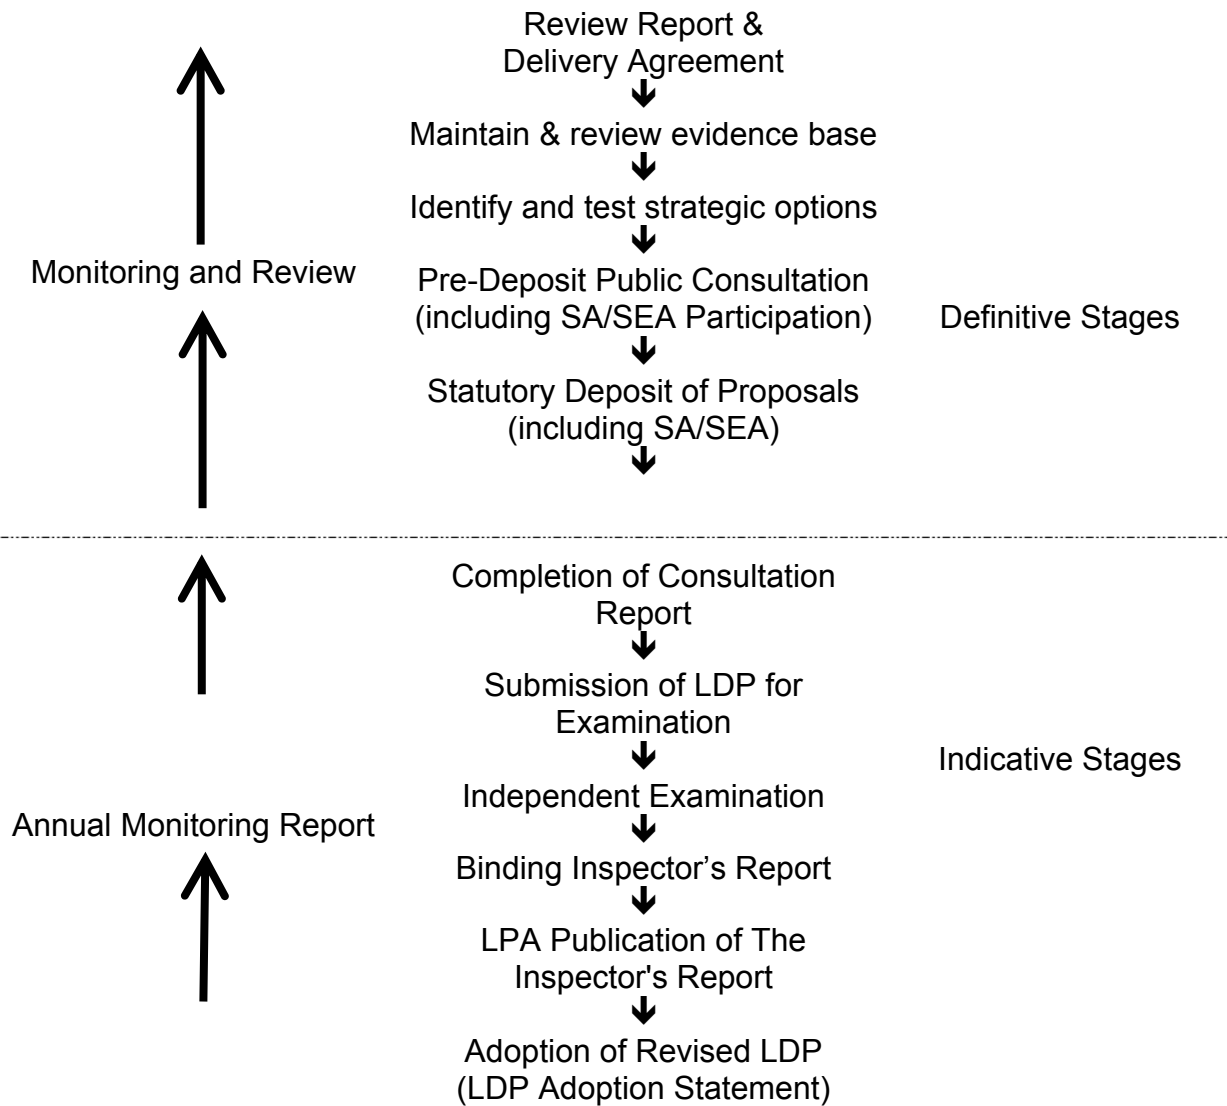 Review Report &
Delivery Agreement
Maintain & review evidence base
Identify and test strategic options
Monitoring and Review
Pre-Deposit Public Consultation
(including SA/SEA Participation)
Definitive Stages
Statutory Deposit of Proposals
(including SA/SEA)
Completion of Consultation
Report
Submission of LDP for
Examination
Indicative Stages
Independent Examination
Annual Monitoring Report
Binding Inspector’s Report
LPA Publication of The
Inspector's Report
Adoption of Revised LDP
(LDP Adoption Statement)